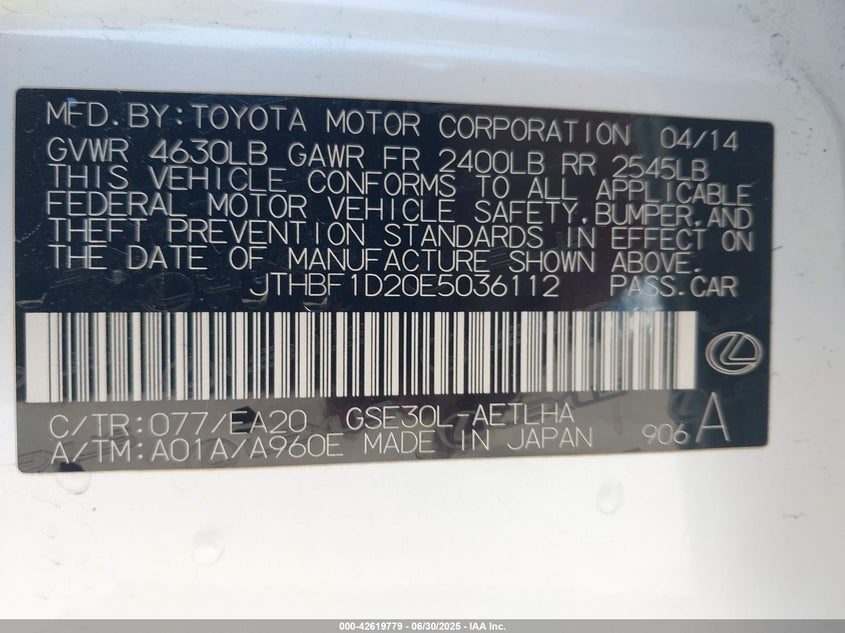 MFD. BY: TOYOTA MOTOR CORPORATION 04/14
GVWR 4630LB GAWR FR 2400LB RR 2545LB
THIS VEHICLE CONFORMS TO ALL APPLICABLE
FEDERAL MOTOR VEHICLE SAFETY, BUMPER, AND
THEFT PREVENTION STANDARDS IN EFFECT ON
THE DATE OF MANUFACTURE SHOWN ABOVE.
JTHBF1D20E5036112 PASS. CAR
C/TR: 077/EA20 GSE30L-AETLHA
A/TM: A01A/A960E MADE IN JAPAN 906 A
000-42619779 - 06/30/2025 - IAA Inc.